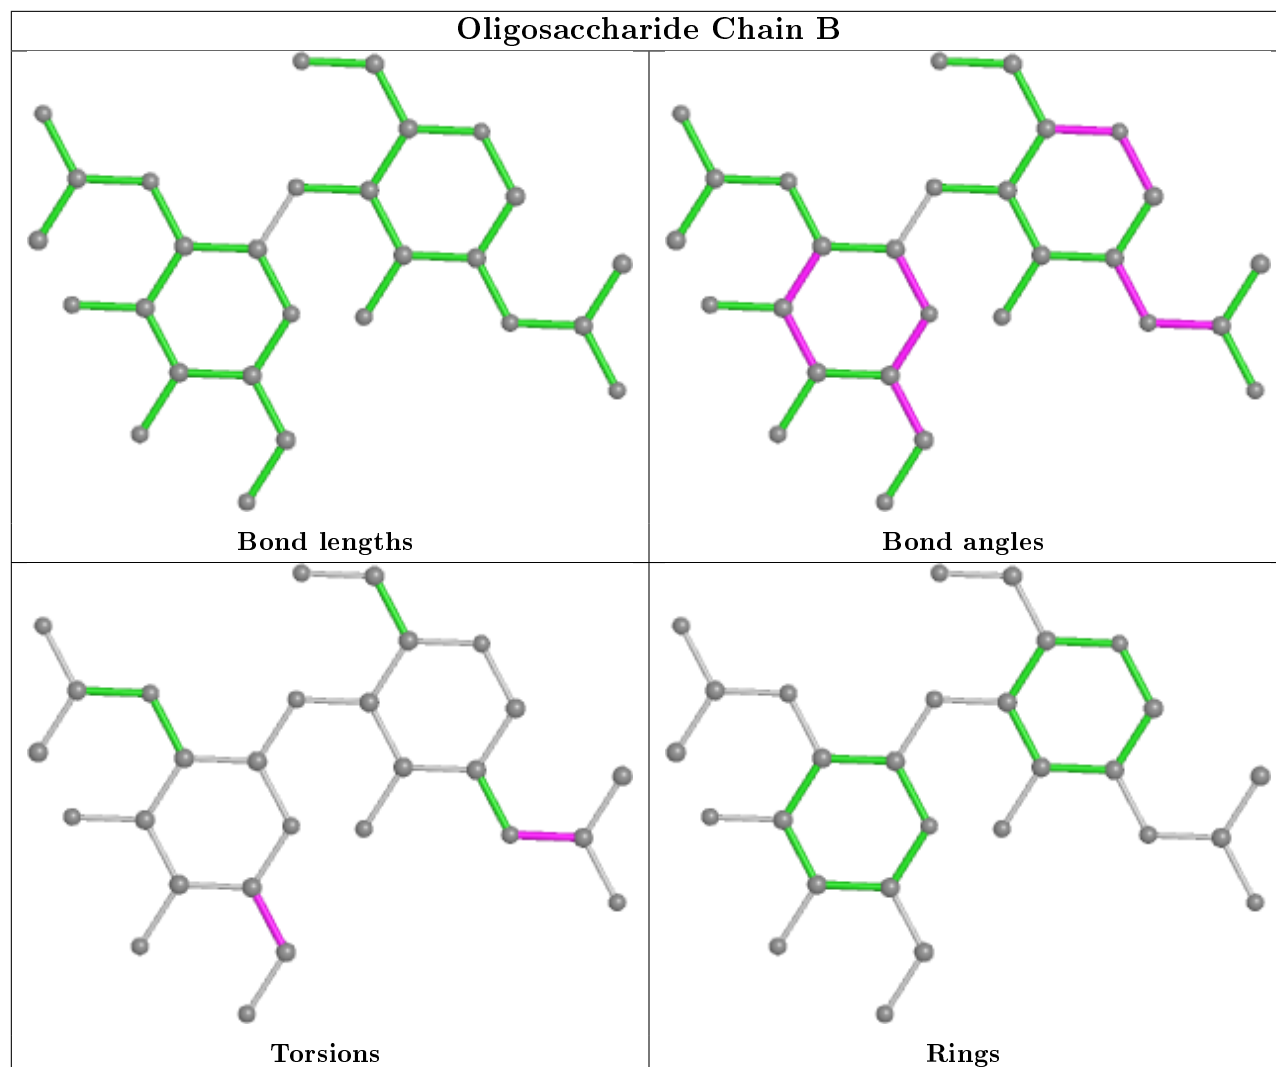 Oligosaccharide Chain B
Bond lengths
Bond angles
Torsions
Rings